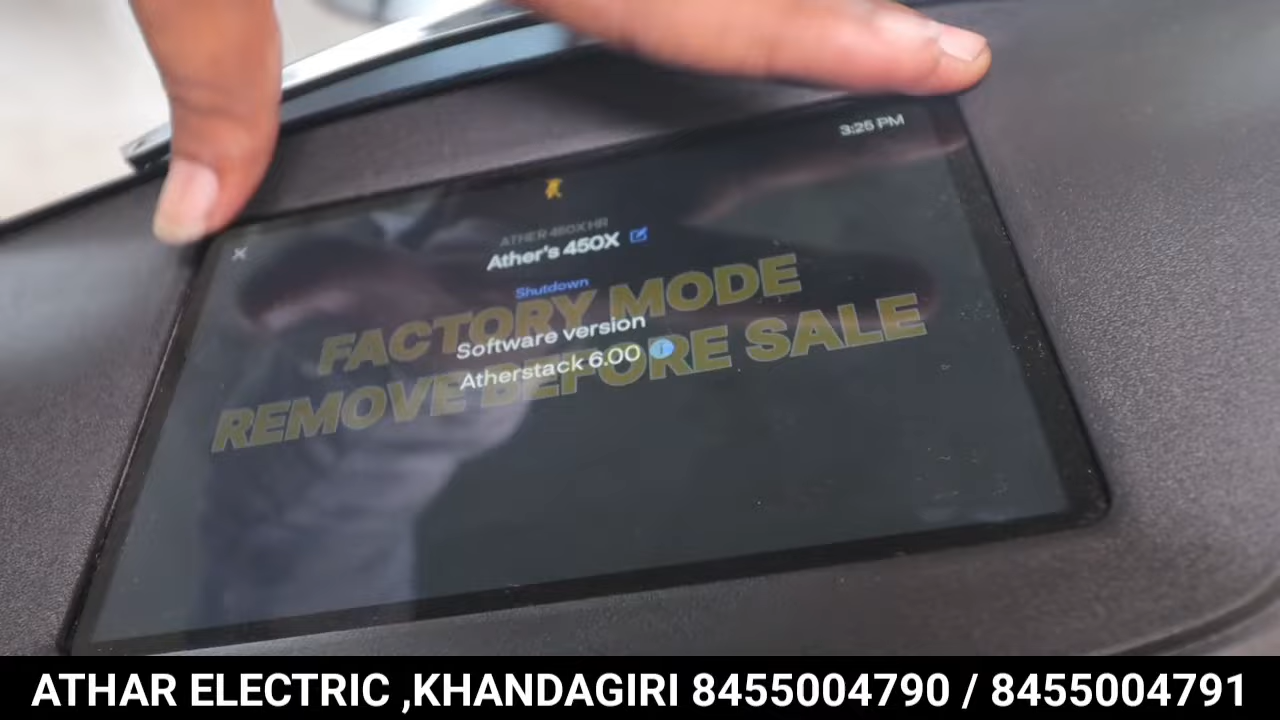 3:25 PM
ATHER 450X HR
Ather's 450X
Shutdown
FACTORY MODE
Software version
REMOVE BEFORE SALE
Atherstack 6.00
ATHAR ELECTRIC ,KHANDAGIRI 8455004790 / 8455004791